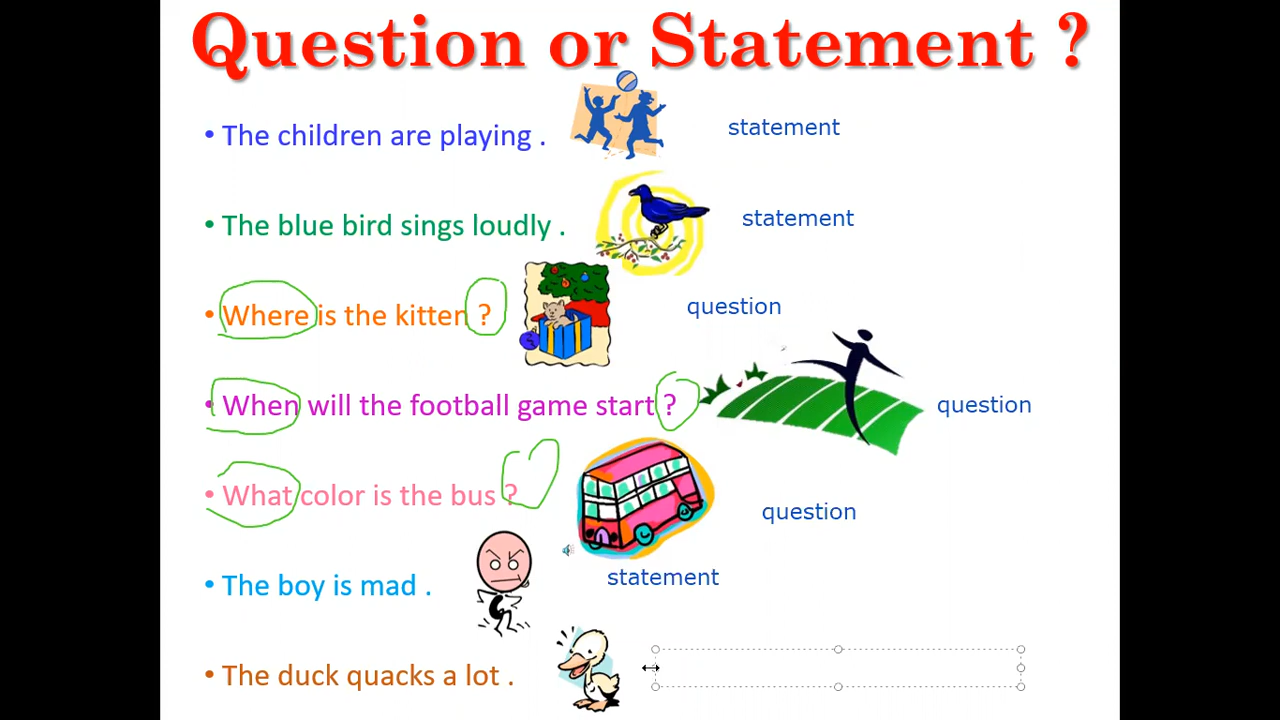 Question or Statement ?
• The children are playing . statement
• The blue bird sings loudly . statement
• Where is the kitten ? question
• When will the football game start ? question
• What color is the bus ? question
• The boy is mad . statement
• The duck quacks a lot .